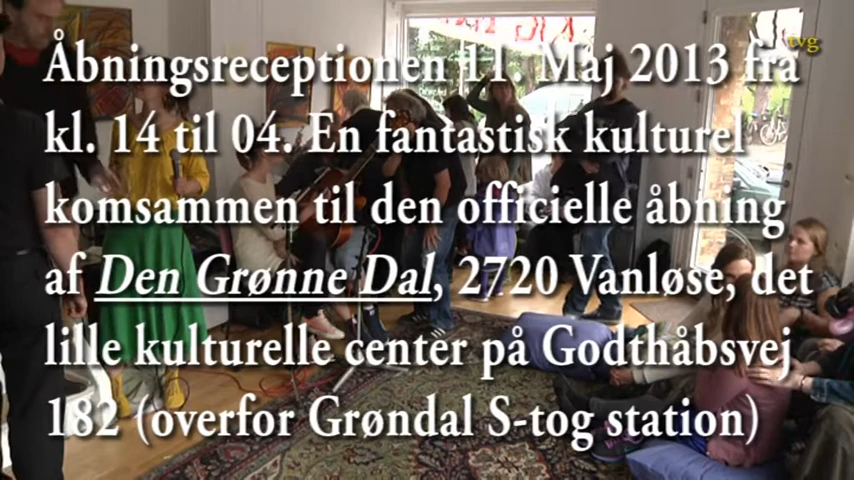 tvg
Åbningsreceptionen 11. Maj 2013 fra
kl. 14 til 04. En fantastisk kulturel
komsammen til den officielle åbning
af Den Grønne Dal, 2720 Vanløse, det
lille kulturelle center på Godthåbsvej
182 (overfor Grøndal S-tog station)